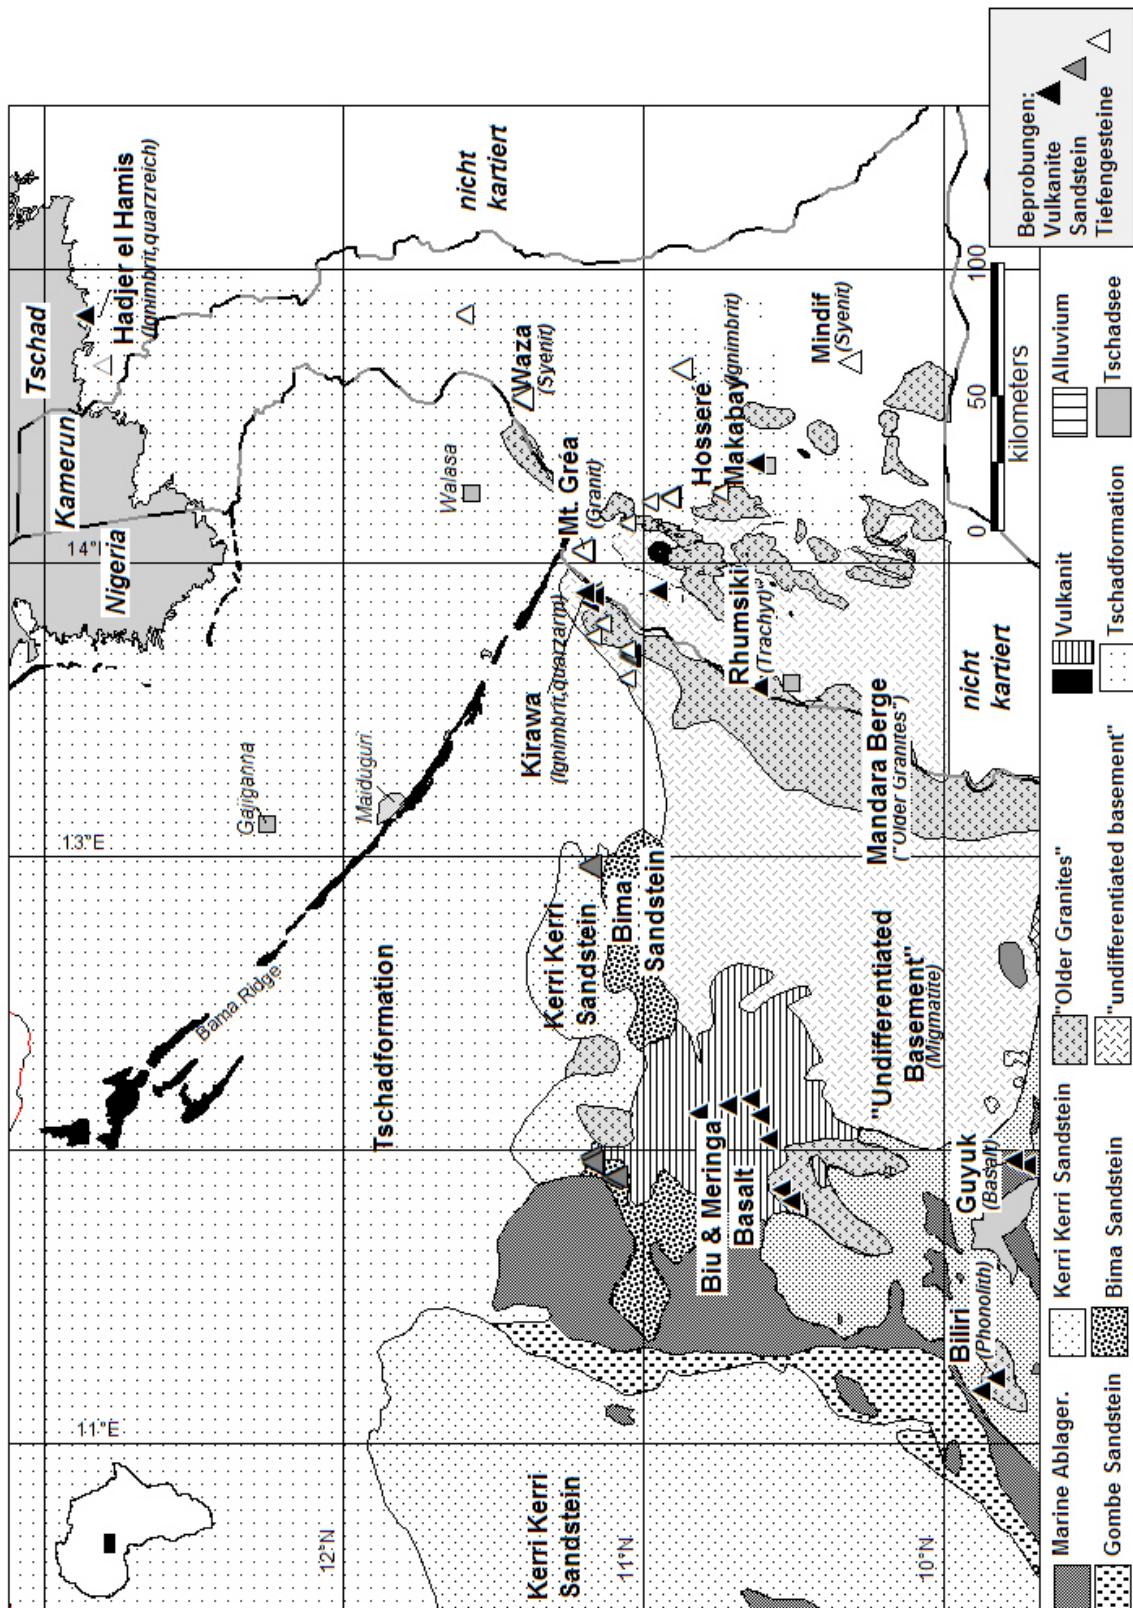 Tschad
Kamerun
Nigeria
14°
Hadjer el Hamis
(Ignimbrit,quarzreich)
nicht
kartiert
Waza
(Syenit)
Walasa
Mt. Gréa
(Granit)
Hosseré
Makabay
(Ignimbrit)
Mindif
(Syenit)
Kirawa
(Ignimbrit,quarzarm)
Rhumsiki
(Trachyt)
Mandara Berge
("Older Granites")
nicht
kartiert
Gajiganna
Maiduguri
13°E
Bama Ridge
Tschadformation
Kerri Kerri
Sandstein
Bima
Sandstein
"Undifferentiated
Basement"
(Migmatite)
Biu & Meringa
Basalt
Guyuk
(Basalt)
Biliri
(Phonolith)
11°E
Kerri Kerri
Sandstein
12°N
11°N
10°N
0 50 100
kilometers
Beprobungen:
Vulkanite
Sandstein
Tiefengesteine
Marine Ablager.
Gombe Sandstein
Kerri Kerri Sandstein
Bima Sandstein
"Older Granites"
"undifferentiated basement"
Vulkanit
Tschadformation
Alluvium
Tschadsee